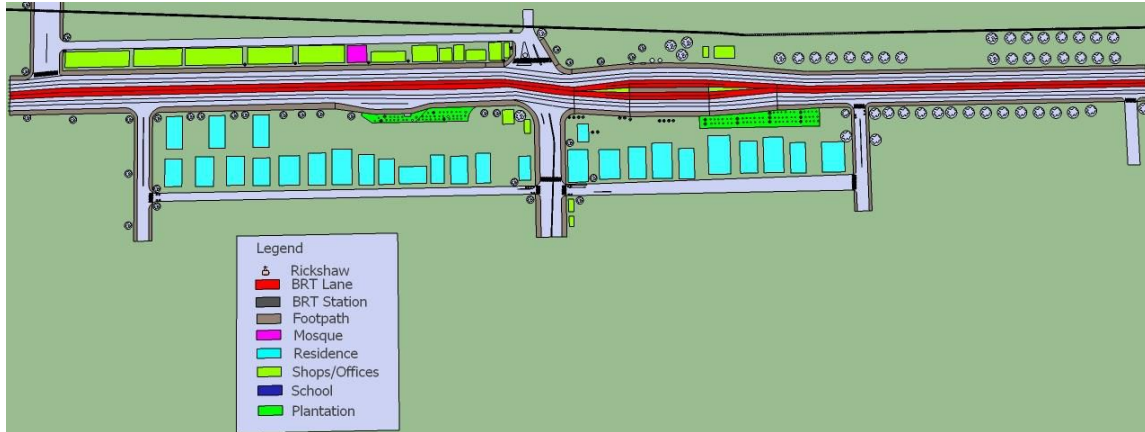 Legend
Rickshaw
BRT Lane
BRT Station
Footpath
Mosque
Residence
Shops/Offices
School
Plantation